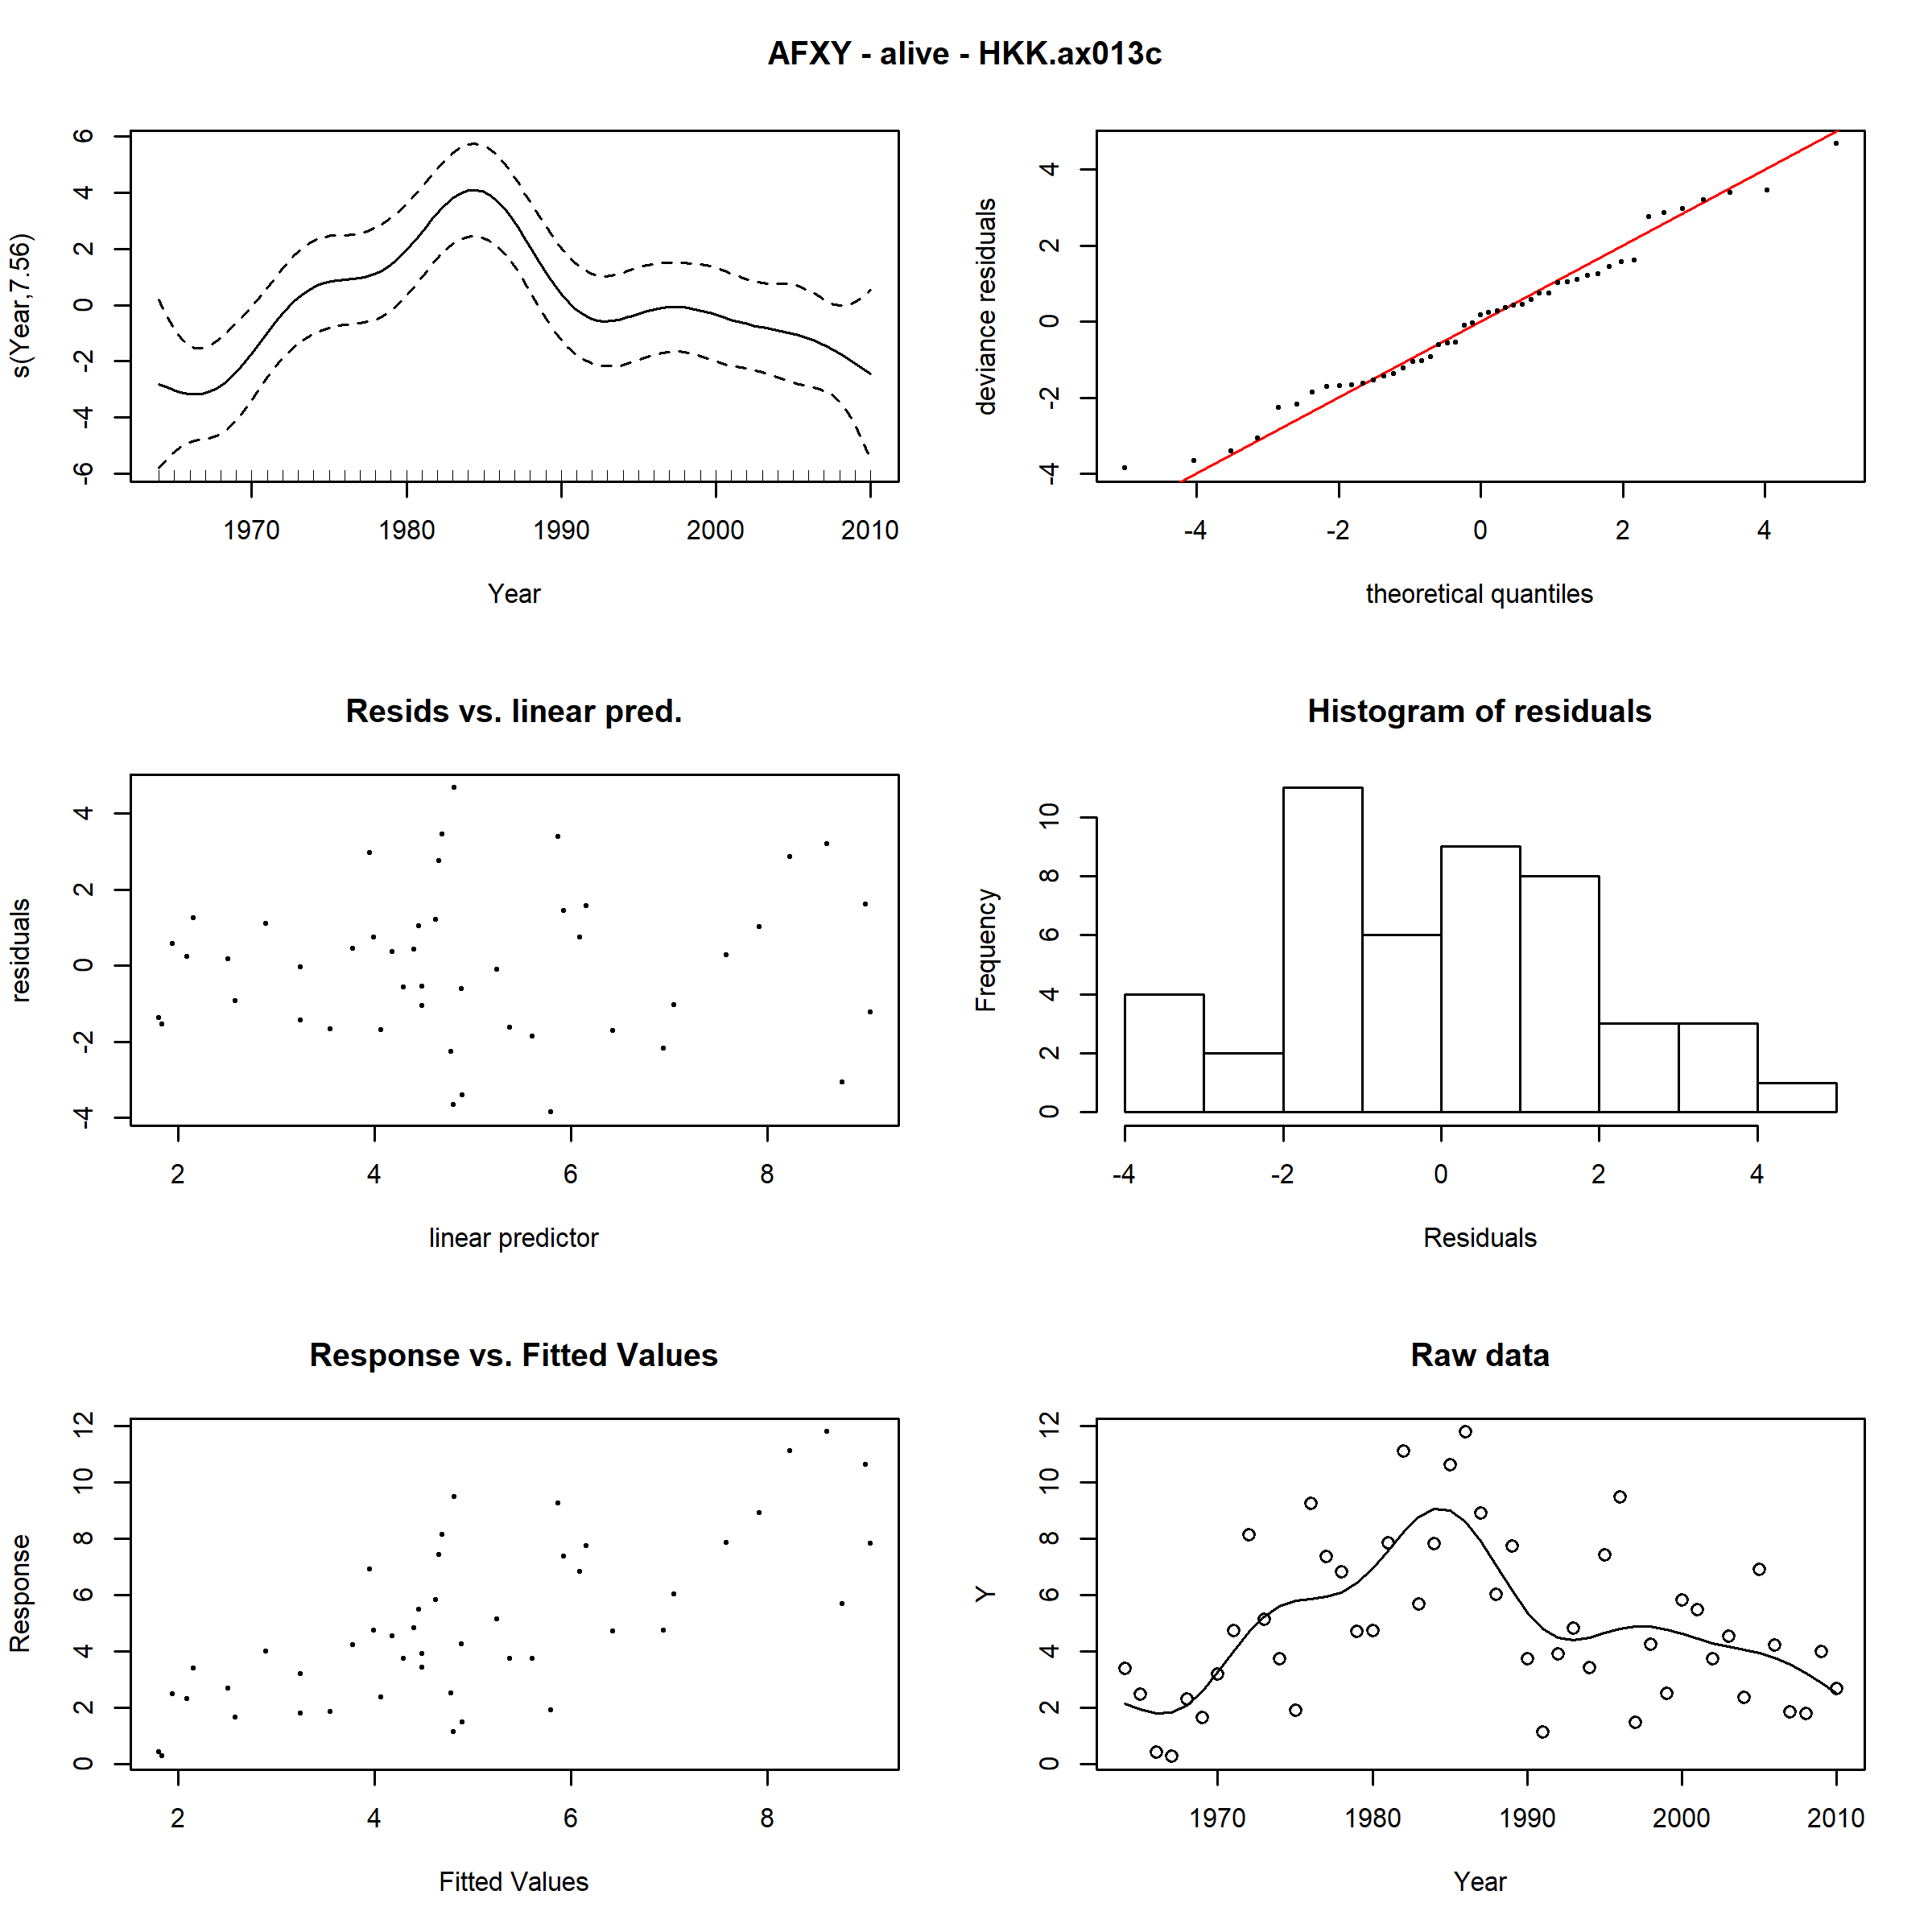 AFXY - alive - HKK.ax013c
s(Year,7.56)
6
4
2
0
-2
-4
-6
1970 1980 1990 2000 2010
Year
deviance residuals
4
2
0
-2
-4
-4 -2 0 2 4
theoretical quantiles
Resids vs. linear pred.
residuals
4
2
0
-2
-4
2 4 6 8
linear predictor
Histogram of residuals
Frequency
10
8
6
4
2
0
-4 -2 0 2 4
Residuals
Response vs. Fitted Values
Response
12
10
8
6
4
2
0
2 4 6 8
Fitted Values
Raw data
Y
12
10
8
6
4
2
0
1970 1980 1990 2000 2010
Year